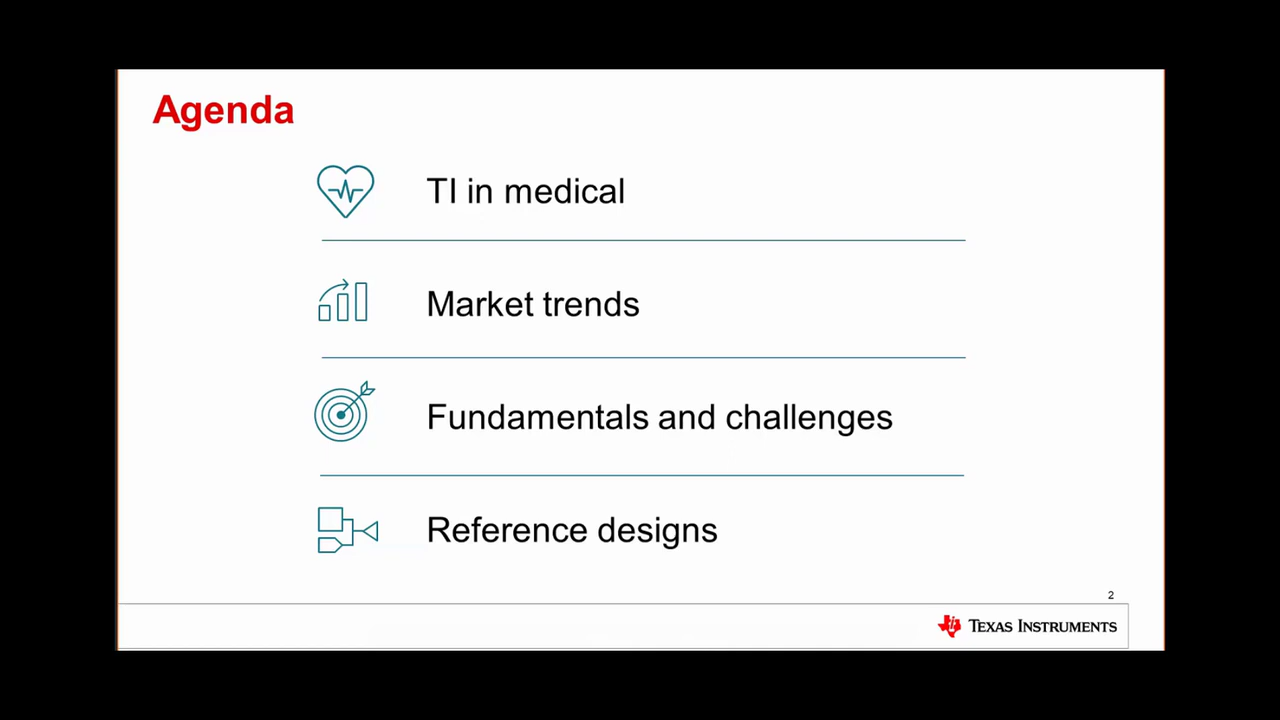 Agenda
TI in medical
Market trends
Fundamentals and challenges
Reference designs
2
TEXAS INSTRUMENTS